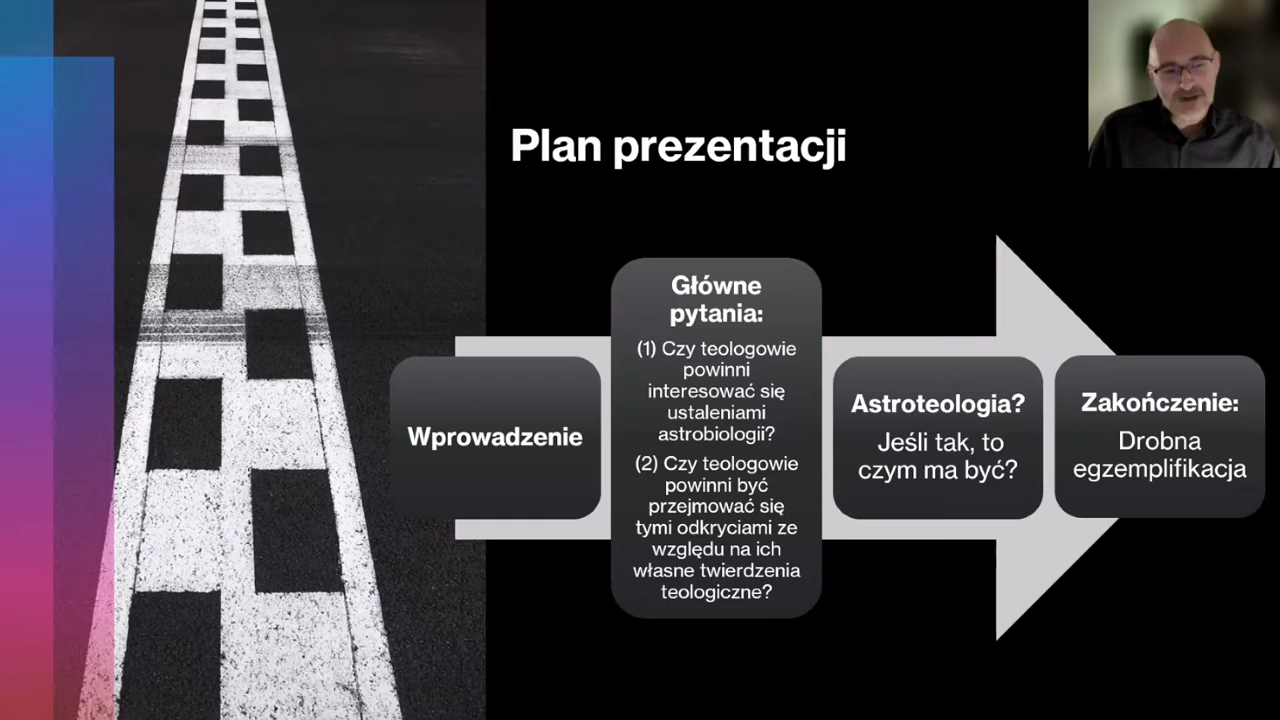 Plan prezentacji
Wprowadzenie
Główne
pytania:
(1) Czy teologowie
powinni
interesować się
ustaleniami
astrobiologii?
(2) Czy teologowie
powinni być
przejmować się
tymi odkryciami ze
względu na ich
własne twierdzenia
teologiczne?
Astroteologia?
Jeśli tak, to
czym ma być?
Zakończenie:
Drobna
egzemplifikacja